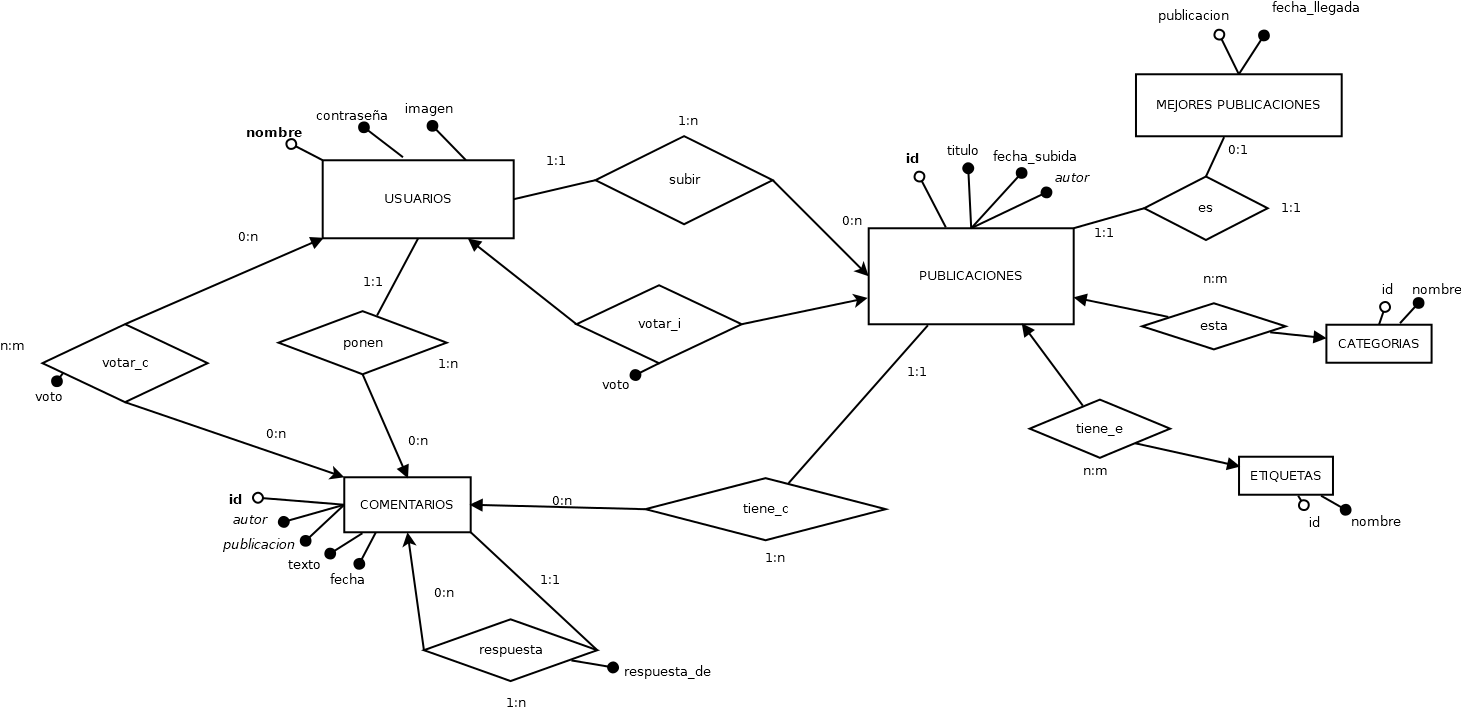 publicacion
fecha_llegada
MEJORES PUBLICACIONES
0:1
es
1:1
1:1
nombre
contraseña
imagen
USUARIOS
1:1
1:n
subir
0:n
id
titulo
fecha_subida
autor
PUBLICACIONES
0:n
n:m
votar_c
voto
0:n
1:1
ponen
1:n
0:n
votar_i
voto
n:m
esta
id
nombre
CATEGORIAS
1:1
tiene_e
n:m
ETIQUETAS
id
nombre
id
autor
publicacion
texto
fecha
COMENTARIOS
0:n
tiene_c
1:n
0:n
1:1
respuesta
respuesta_de
1:n